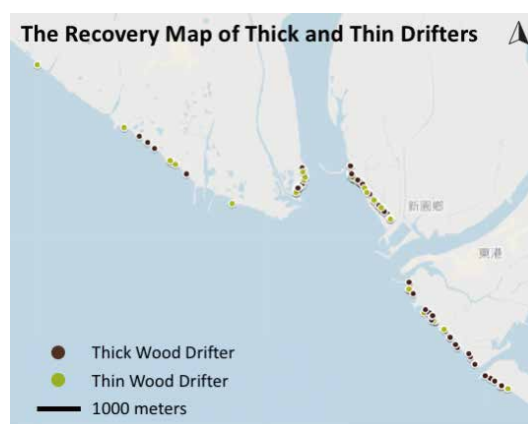 The Recovery Map of Thick and Thin Drifters
新園鄉
東港
Thick Wood Drifter
Thin Wood Drifter
1000 meters